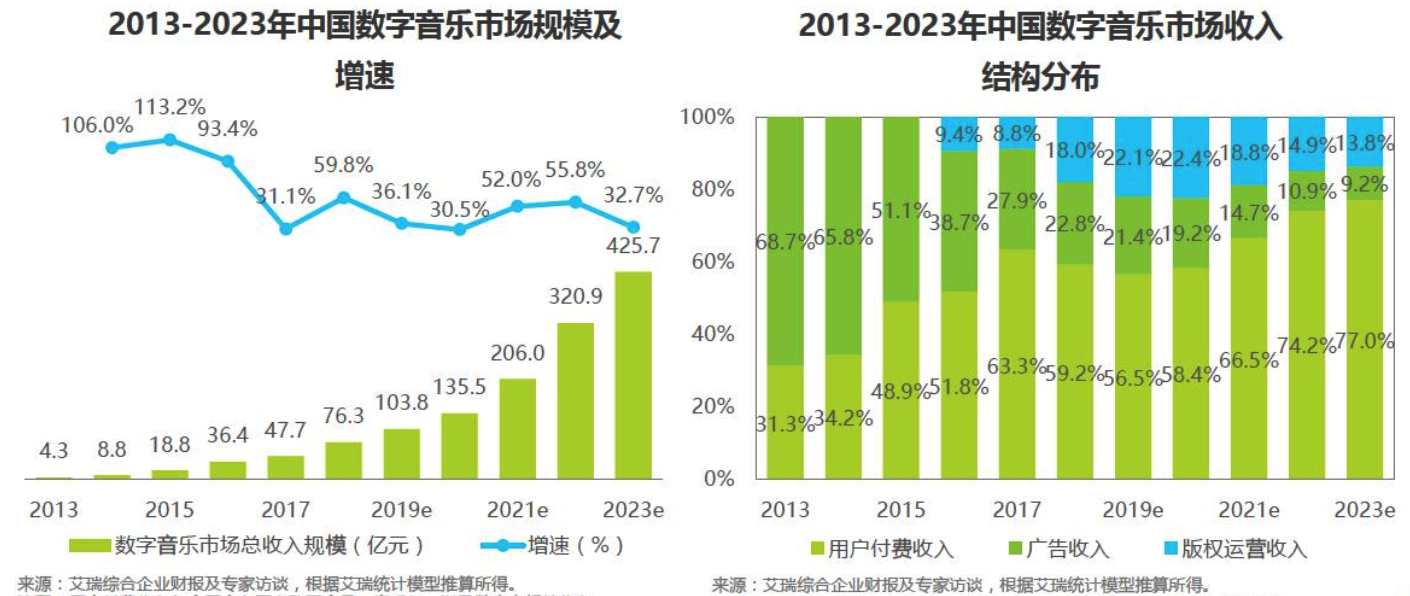 2013-2023年中国数字音乐市场规模及
增速
106.0%
113.2%
93.4%
31.1%
59.8%
36.1%
30.5%
52.0%
55.8%
32.7%
4.3
8.8
18.8
36.4
47.7
76.3
103.8
135.5
206.0
320.9
425.7
2013 2015 2017 2019e 2021e 2023e
数字音乐市场总收入规模（亿元） 增速（%）
来源：艾瑞综合企业财报及专家访谈，根据艾瑞统计模型推算所得。
2013-2023年中国数字音乐市场收入
结构分布
100%
80%
60%
40%
20%
0%
9.4% 8.8% 18.0% 22.1% 22.4% 18.8% 14.9% 13.8%
68.7% 65.8% 51.1% 38.7% 27.9% 22.8% 21.4% 19.2% 14.7% 10.9% 9.2%
31.3% 34.2% 48.9% 51.8% 63.3% 59.2% 56.5% 58.4% 66.5% 74.2% 77.0%
2013 2015 2017 2019e 2021e 2023e
用户付费收入 广告收入 版权运营收入
来源：艾瑞综合企业财报及专家访谈，根据艾瑞统计模型推算所得。